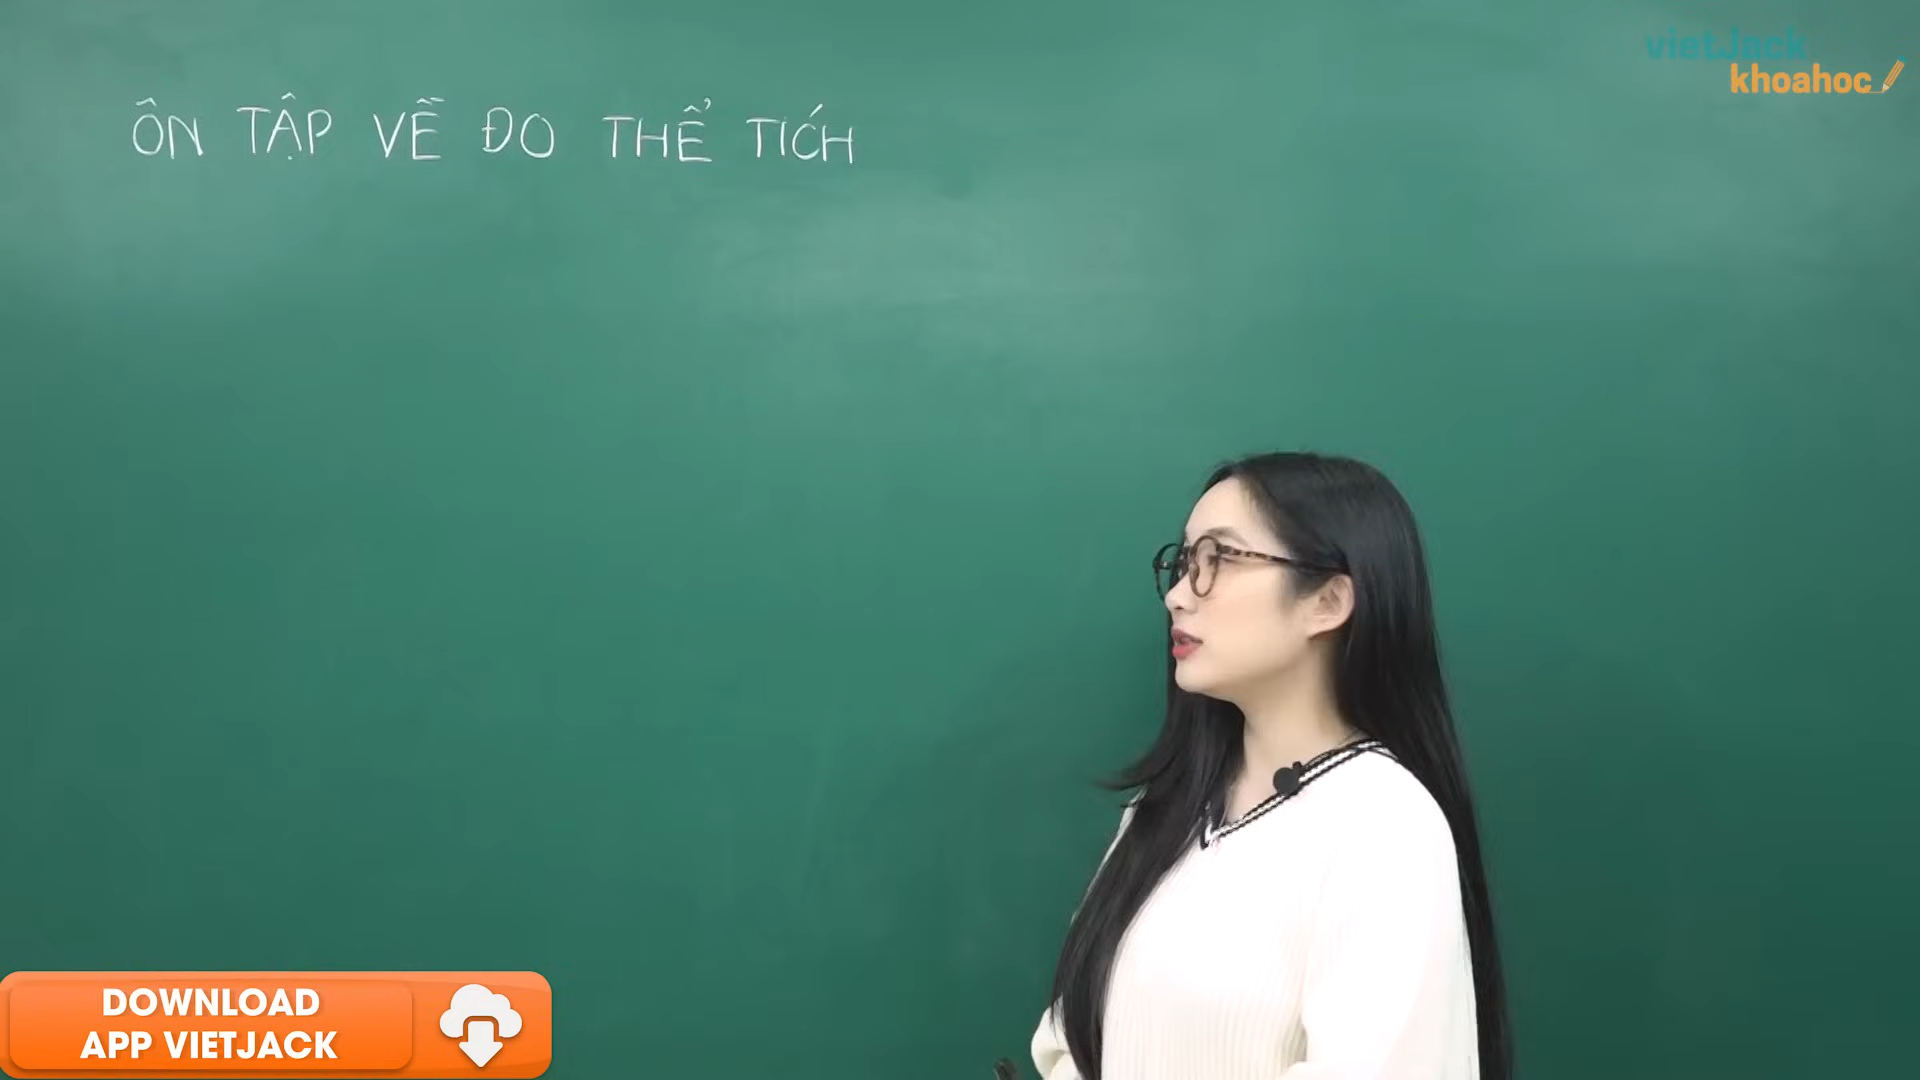 vietJack
khoahoc
ÔN TẬP VỀ ĐO THỂ TÍCH
DOWNLOAD
APP VIETJACK